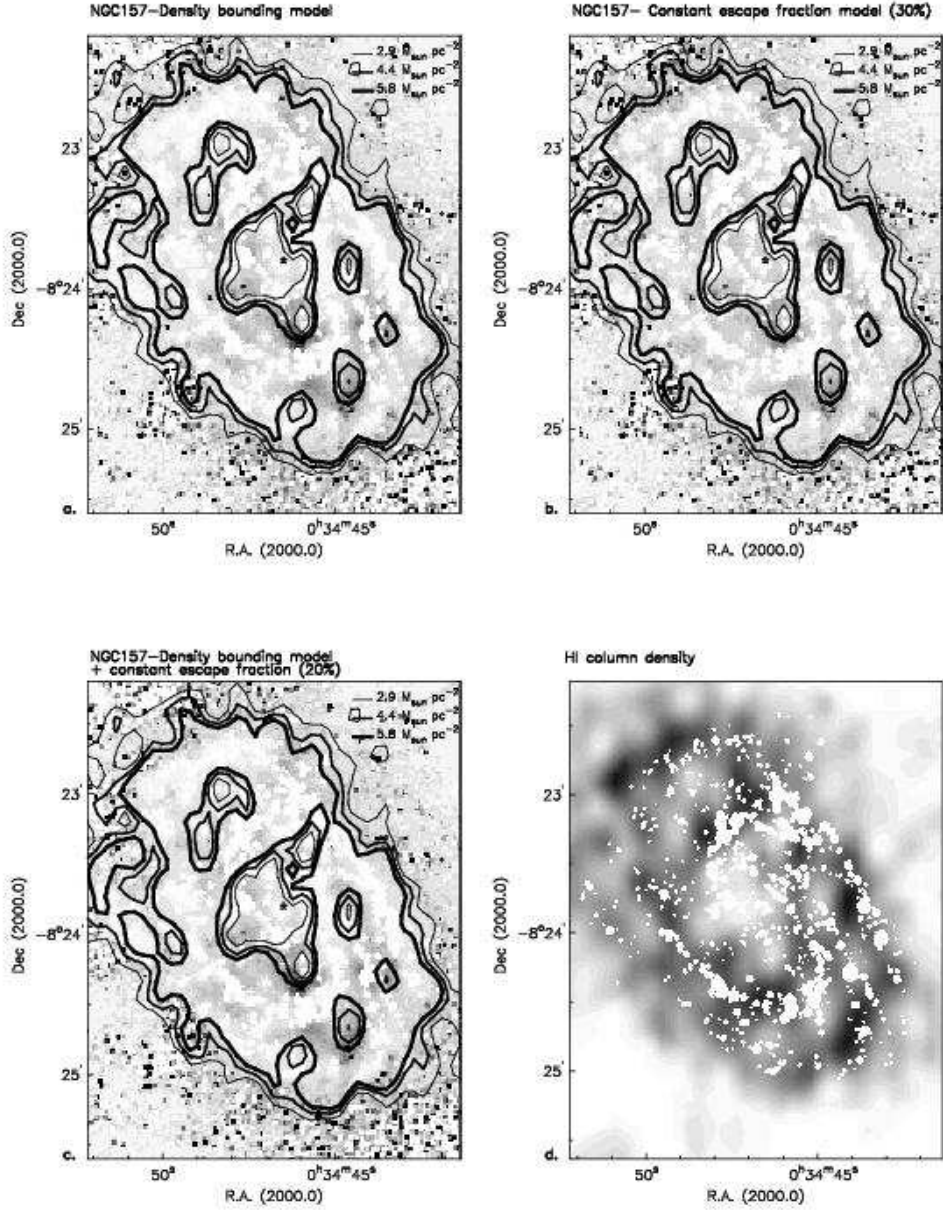 NGC157-Density bounding model
2.9 M_sun pc^-2
4.4 M_sun pc^-2
5.8 M_sun pc^-2
23'
-8°24'
25'
Dec (2000.0)
a.
50ˢ
0ʰ34ᵐ45ˢ
R.A. (2000.0)
NGC157- Constant escape fraction model (30%)
2.9 M_sun pc^-2
4.4 M_sun pc^-2
5.8 M_sun pc^-2
23'
-8°24'
25'
Dec (2000.0)
b.
50ˢ
0ʰ34ᵐ45ˢ
R.A. (2000.0)
NGC157-Density bounding model
+ constant escape fraction (20%)
2.9 M_sun pc^-2
4.4 M_sun pc^-2
5.8 M_sun pc^-2
23'
-8°24'
25'
Dec (2000.0)
c.
50ˢ
0ʰ34ᵐ45ˢ
R.A. (2000.0)
HI column density
23'
-8°24'
25'
Dec (2000.0)
d.
50ˢ
0ʰ34ᵐ45ˢ
R.A. (2000.0)